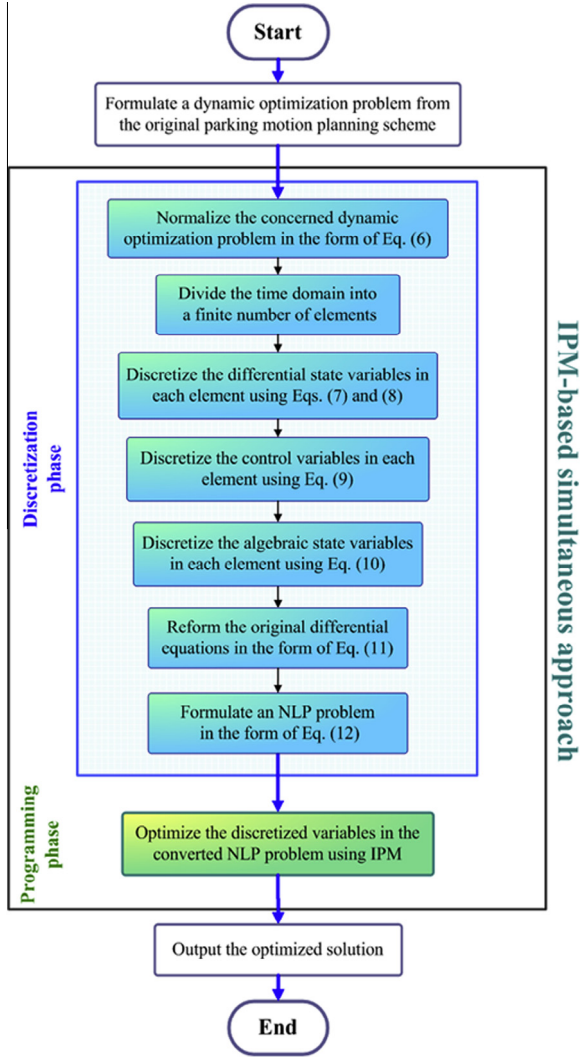 Start
Formulate a dynamic optimization problem from
the original parking motion planning scheme
Normalize the concerned dynamic
optimization problem in the form of Eq. (6)
Divide the time domain into
a finite number of elements
Discretize the differential state variables in
each element using Eqs. (7) and (8)
Discretize the control variables in each
element using Eq. (9)
Discretize the algebraic state variables
in each element using Eq. (10)
Reform the original differential
equations in the form of Eq. (11)
Formulate an NLP problem
in the form of Eq. (12)
Discretization
phase
Optimize the discretized variables in the
converted NLP problem using IPM
Programming
phase
IPM-based simultaneous approach
Output the optimized solution
End